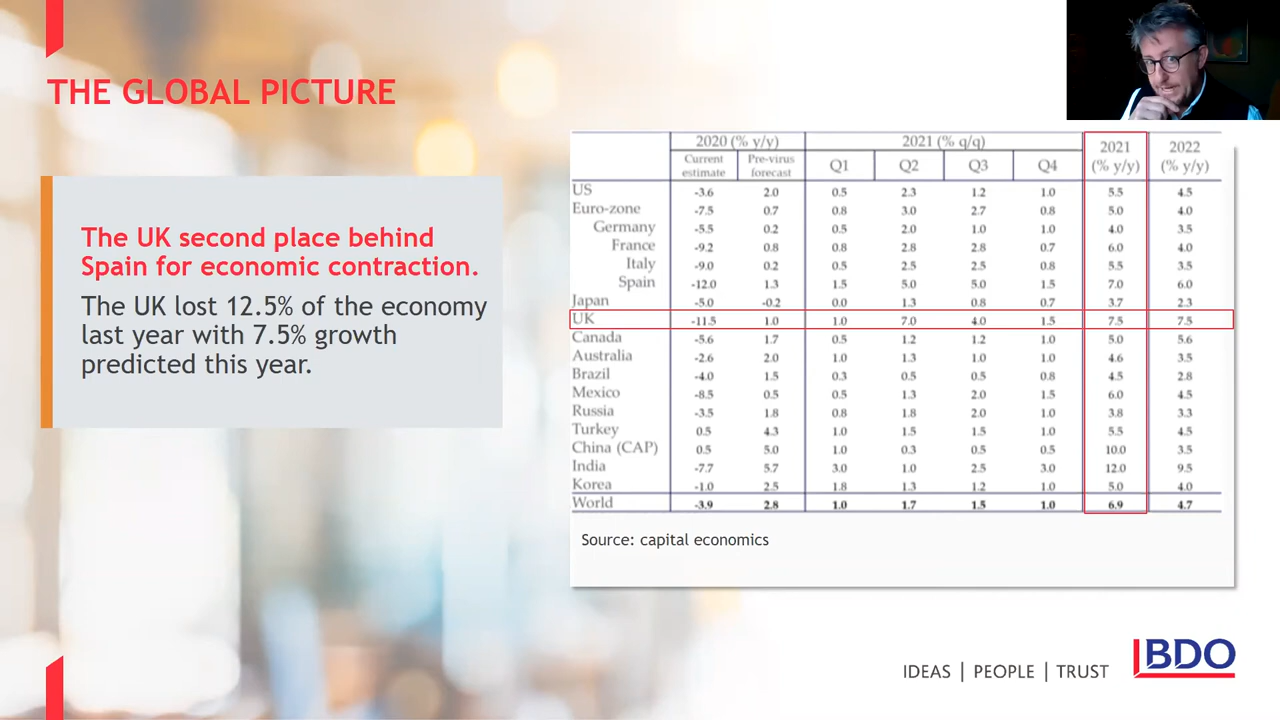 THE GLOBAL PICTURE
The UK second place behind
Spain for economic contraction.
The UK lost 12.5% of the economy
last year with 7.5% growth
predicted this year.
2020 (% y/y) 2021 (% q/q) 2021 (% y/y) 2022 (% y/y)
Current estimate Pre-virus forecast Q1 Q2 Q3 Q4
US -3.6 2.0 0.5 2.3 1.2 1.0 5.5 4.5
Euro-zone -7.5 0.7 0.8 3.0 2.7 0.8 5.0 4.0
Germany -5.5 0.2 0.5 2.0 1.0 1.0 4.0 3.5
France -9.2 0.8 0.8 2.8 2.8 0.7 6.0 4.0
Italy -9.0 0.2 0.5 2.5 2.5 0.8 5.5 3.5
Spain -12.0 1.3 1.5 5.0 5.0 1.5 7.0 6.0
Japan -5.0 -0.2 0.0 1.3 0.8 0.7 3.7 2.3
UK -11.5 1.0 1.0 7.0 4.0 1.5 7.5 7.5
Canada -5.6 1.7 0.5 1.2 1.2 1.0 5.0 5.6
Australia -2.6 2.0 1.0 1.3 1.0 1.0 4.6 3.5
Brazil -4.0 1.5 0.3 0.5 0.5 0.8 4.5 2.8
Mexico -8.5 0.5 0.5 1.3 2.0 1.5 6.0 4.5
Russia -3.5 1.8 0.8 1.8 2.0 1.0 3.8 3.3
Turkey 0.5 4.3 1.0 1.5 1.5 1.0 5.5 4.5
China (CAP) 0.5 5.0 1.0 0.3 0.5 0.5 10.0 3.5
India -7.7 5.7 3.0 1.0 2.5 3.0 12.0 9.5
Korea -1.0 2.5 1.8 1.3 1.2 1.0 5.0 4.0
World -3.9 2.8 1.0 1.7 1.5 1.0 6.9 4.7
Source: capital economics
IDEAS | PEOPLE | TRUST
BDO